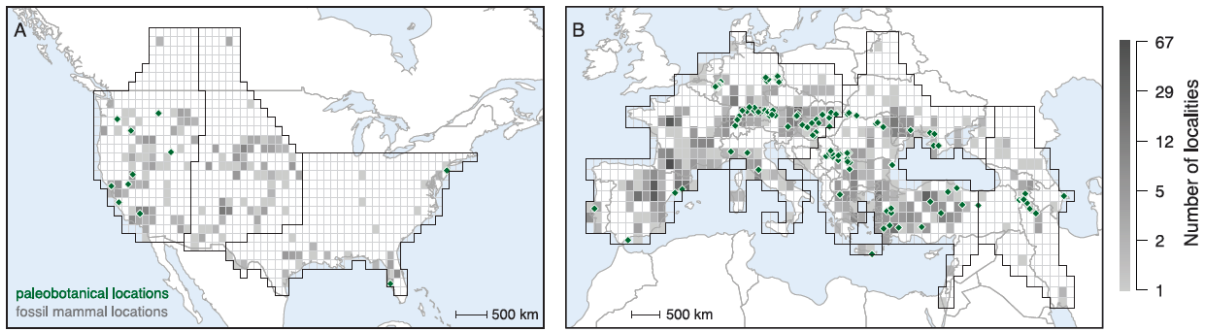 A
paleobotanical locations
fossil mammal locations
500 km
B
500 km
67
29
12
5
2
1
Number of localities